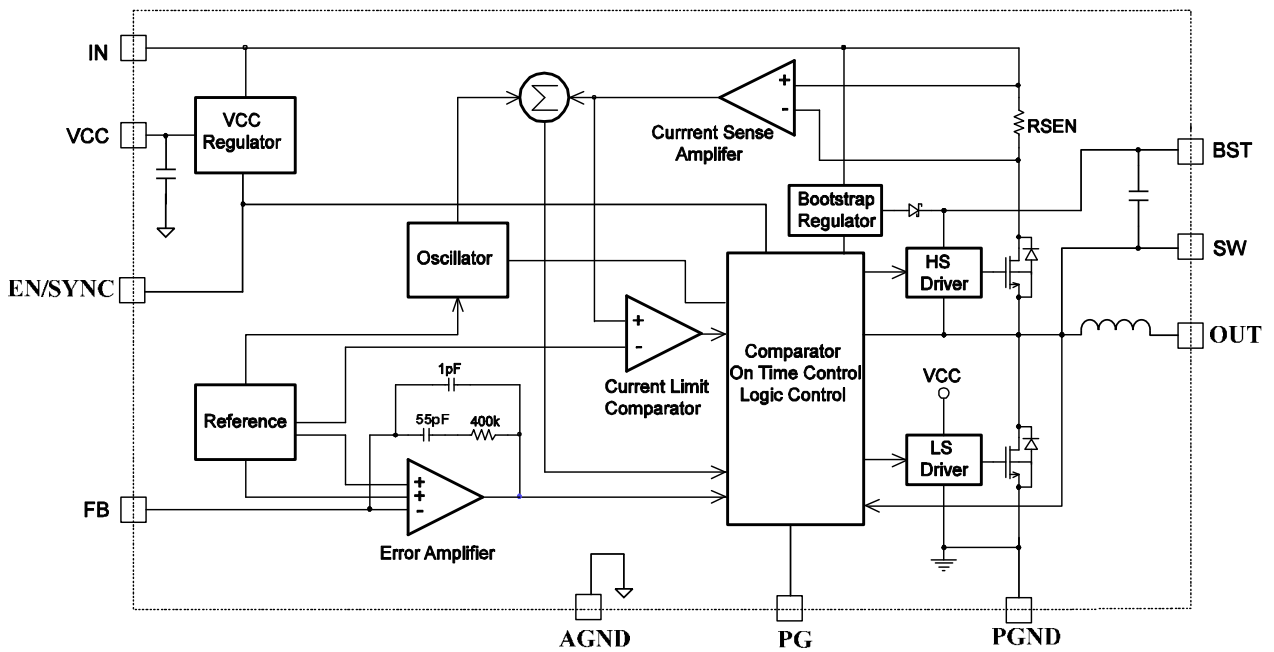 IN
VCC
VCC
Regulator
Σ
+
-
Currrent Sense
Amplifer
RSEN
BST
Bootstrap
Regulator
SW
EN/SYNC
Oscillator
HS
Driver
+
-
Current Limit
Comparator
Comparator
On Time Control
Logic Control
OUT
VCC
1pF
55pF
400k
Reference
LS
Driver
FB
+
+
-
Error Amplifier
AGND
PG
PGND